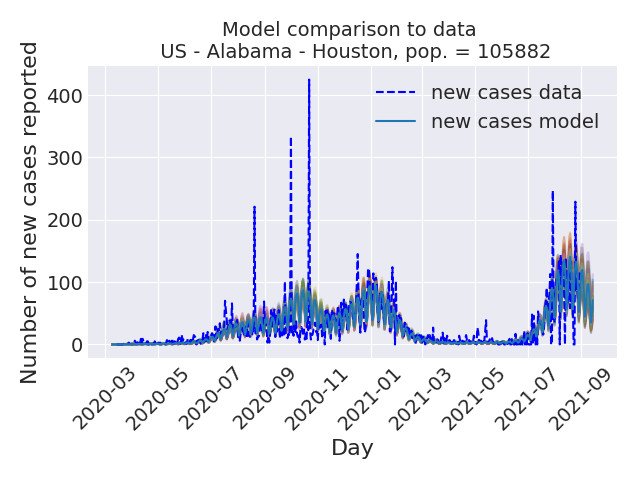 Model comparison to data
US - Alabama - Houston, pop. = 105882
Number of new cases reported
400
300
200
100
0
new cases data
new cases model
2020-03
2020-05
2020-07
2020-09
2020-11
2021-01
2021-03
2021-05
2021-07
2021-09
Day